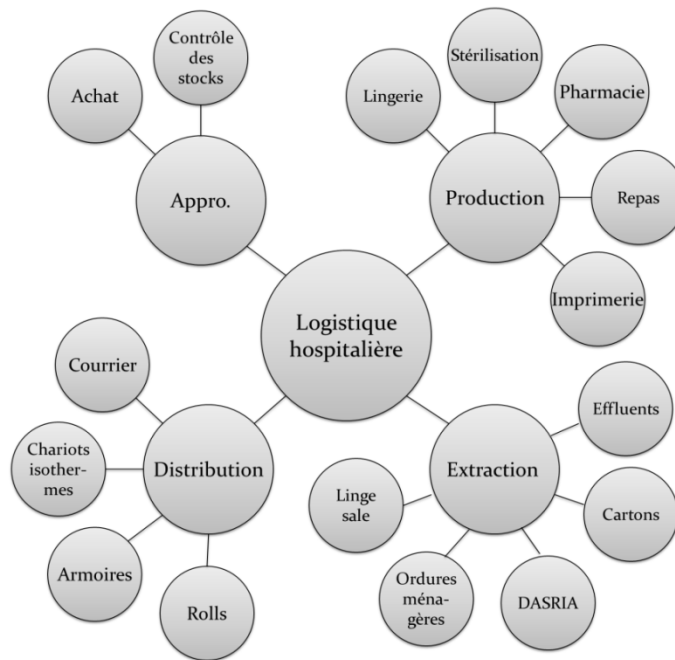 Contrôle
des
stocks
Achat
Appro.
Stérilisation
Lingerie
Pharmacie
Production
Repas
Imprimerie
Logistique
hospitalière
Courrier
Chariots
isother-
mes
Distribution
Armoires
Rolls
Effluents
Extraction
Linge
sale
Cartons
Ordures
ména-
gères
DASRIA